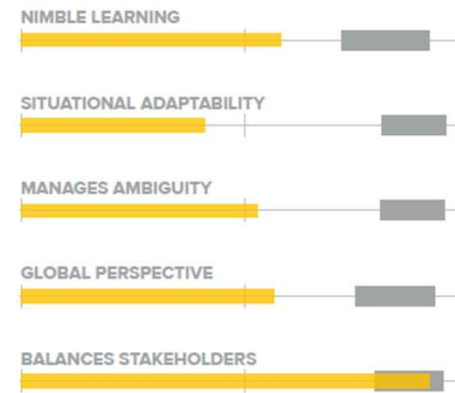 NIMBLE LEARNING
SITUATIONAL ADAPTABILITY
MANAGES AMBIGUITY
GLOBAL PERSPECTIVE
BALANCES STAKEHOLDERS